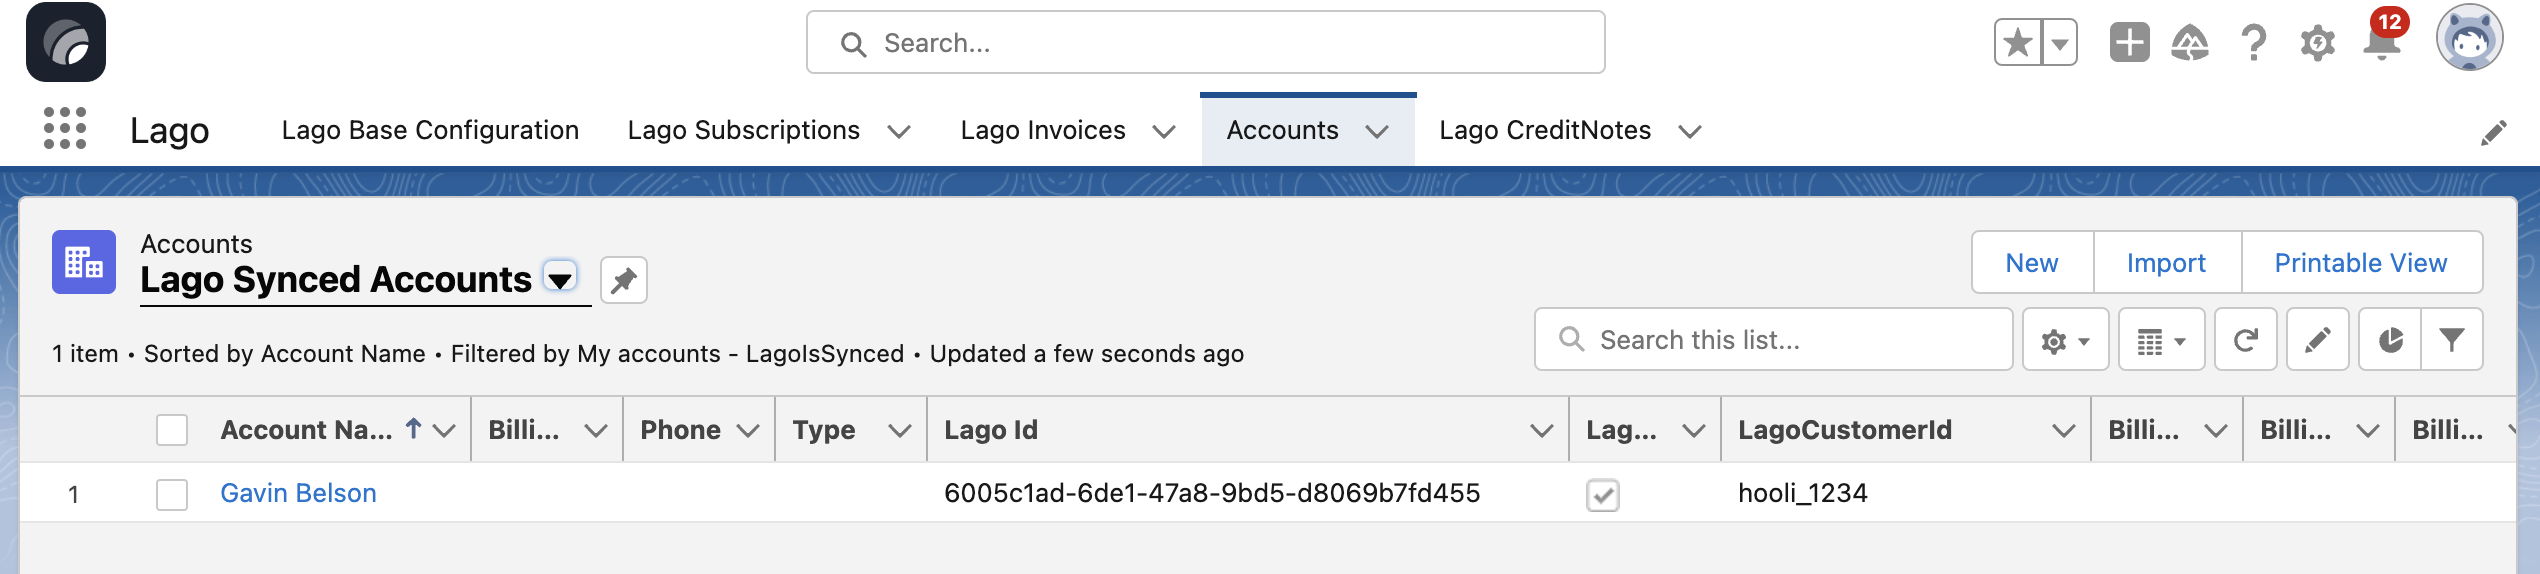 Search...
12
Lago
Lago Base Configuration
Lago Subscriptions
Lago Invoices
Accounts
Lago CreditNotes
Accounts
Lago Synced Accounts
New
Import
Printable View
1 item • Sorted by Account Name • Filtered by My accounts - LagoIsSynced • Updated a few seconds ago
Search this list...
Account Na... Billi... Phone Type Lago Id Lag... LagoCustomerId Billi... Billi... Billi...
1 Gavin Belson 6005c1ad-6de1-47a8-9bd5-d8069b7fd455 hooli_1234